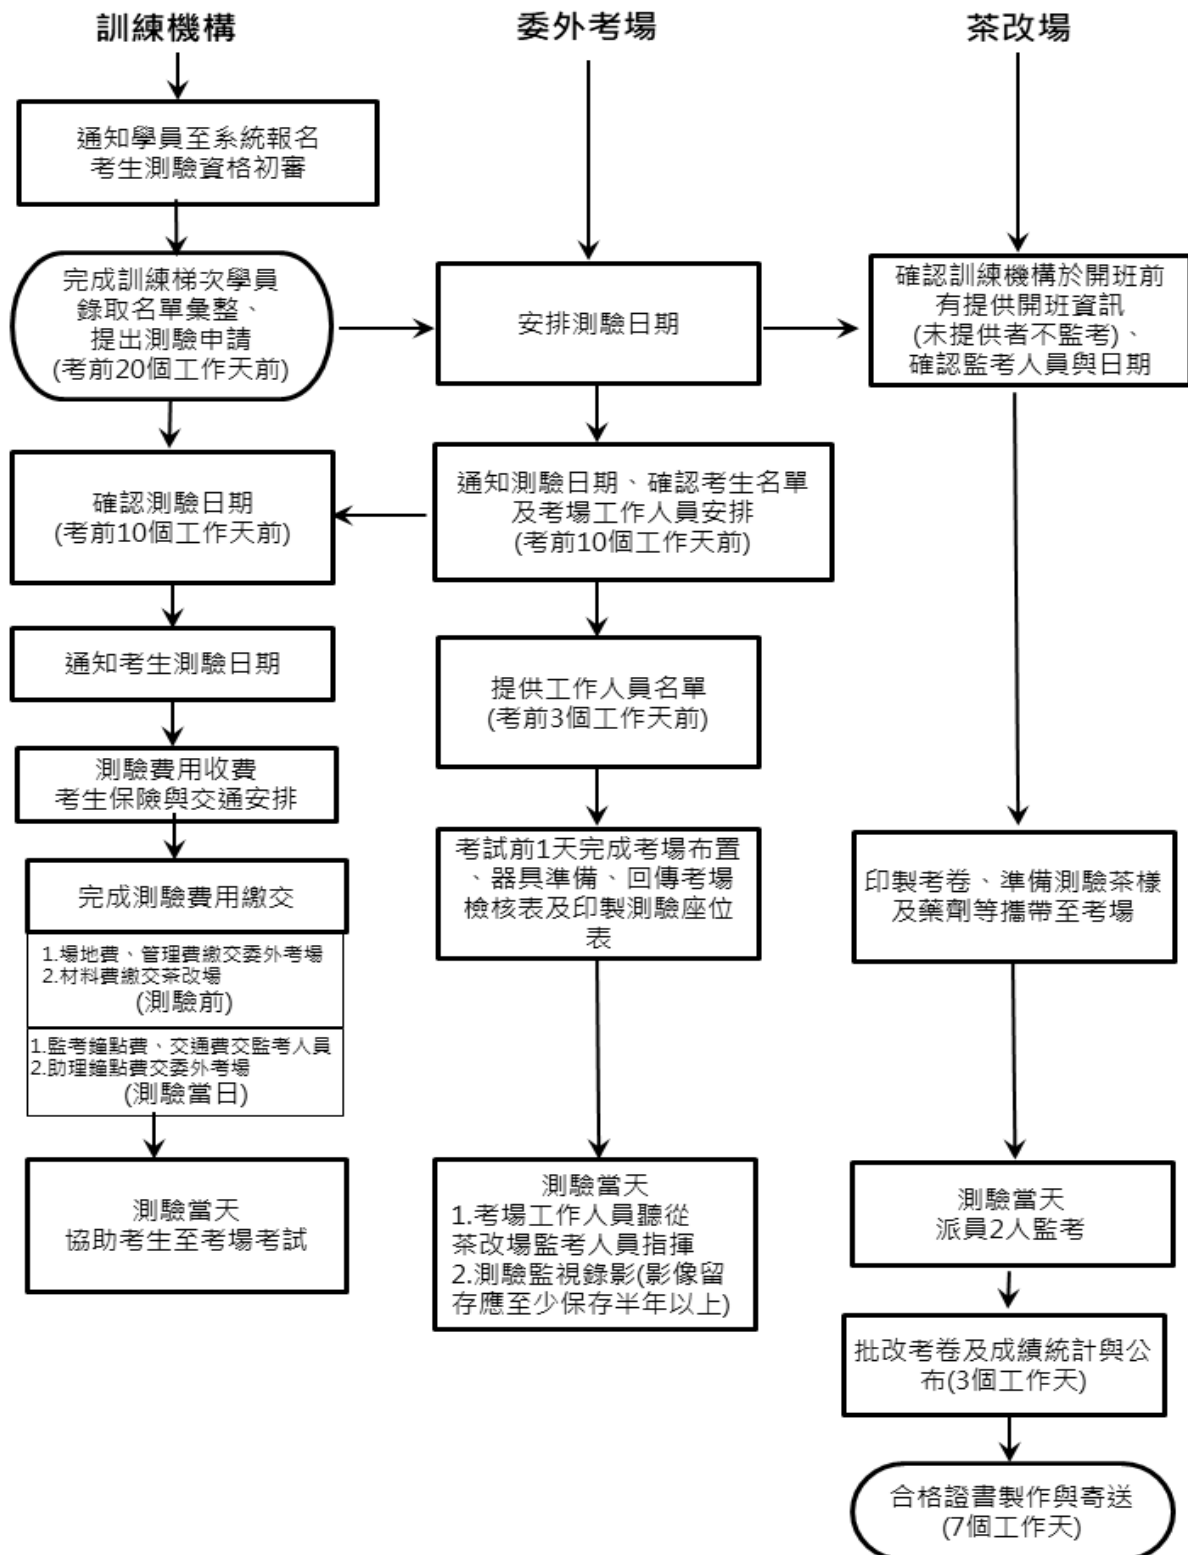 訓練機構
委外考場
茶改場
通知學員至系統報名
考生測驗資格初審
完成訓練梯次學員
錄取名單彙整、
提出測驗申請
(考前20個工作天前)
安排測驗日期
確認訓練機構於開班前
有提供開班資訊
(未提供者不監考)、
確認監考人員與日期
確認測驗日期
(考前10個工作天前)
通知測驗日期、確認考生名單
及考場工作人員安排
(考前10個工作天前)
通知考生測驗日期
提供工作人員名單
(考前3個工作天前)
測驗費用收費
考生保險與交通安排
考試前1天完成考場布置
、器具準備、回傳考場
檢核表及印製測驗座位
表
印製考卷、準備測驗茶樣
及藥劑等攜帶至考場
完成測驗費用繳交
1.場地費、管理費繳交委外考場
2.材料費繳交茶改場
(測驗前)
1.監考鐘點費、交通費交監考人員
2.助理鐘點費交委外考場
(測驗當日)
測驗當天
協助考生至考場考試
測驗當天
1.考場工作人員聽從
茶改場監考人員指揮
2.測驗監視錄影(影像留
存應至少保存半年以上)
測驗當天
派員2人監考
批改考卷及成績統計與公
布(3個工作天)
合格證書製作與寄送
(7個工作天)